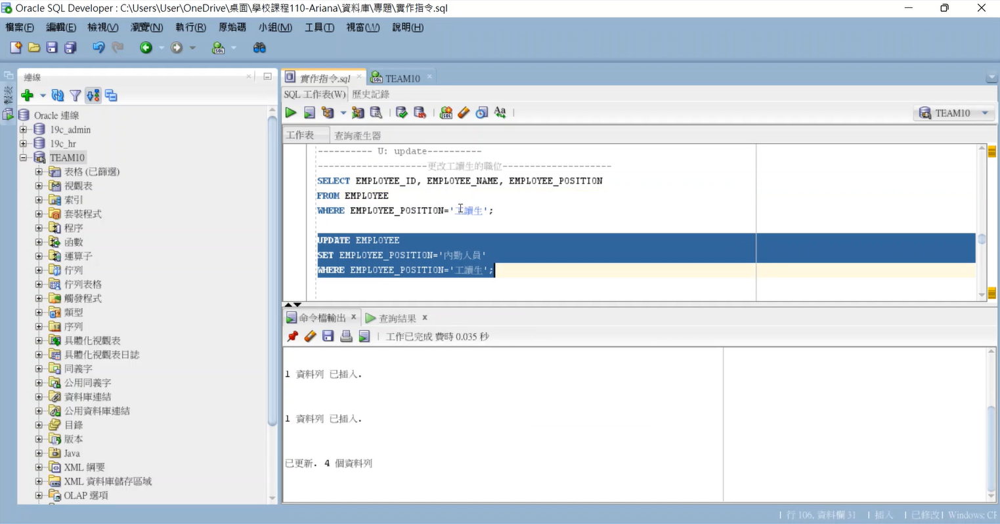 Oracle SQL Developer : C:\Users\User\OneDrive\桌面\學校課程110-Ariana\資料庫\專題\實作指令.sql
檔案(F) 編輯(E) 檢視(V) 瀏覽(N) 執行(R) 原始碼 小組(M) 工具(T) 視窗(W) 說明(H)
連線
Oracle 連線
19c_admin
19c_hr
TEAM10
表格 (已篩選)
視觀表
索引
套裝程式
程序
函數
運算子
佇列
佇列表格
觸發程式
類型
序列
具體化視觀表
具體化視觀表日誌
同義字
公用同義字
資料庫連結
公用資料庫連結
目錄
版本
Java
XML 綱要
XML 資料庫儲存區域
OLAP 選項
實作指令.sql
TEAM10
SQL 工作表(W) 歷史記錄
TEAM10
工作表 查詢產生器
---------- U: update----------
--------------------更改工讀生的職位--------------------
SELECT EMPLOYEE_ID, EMPLOYEE_NAME, EMPLOYEE_POSITION
FROM EMPLOYEE
WHERE EMPLOYEE_POSITION='工讀生';
UPDATE EMPLOYEE
SET EMPLOYEE_POSITION='內勤人員'
WHERE EMPLOYEE_POSITION='工讀生';
命令檔輸出 查詢結果
工作已完成 費時 0.035 秒
1 資料列 已插入.
1 資料列 已插入.
已更新. 4 個資料列
行 106, 資料欄 31 | 插入 | 已修改| Windows: CF